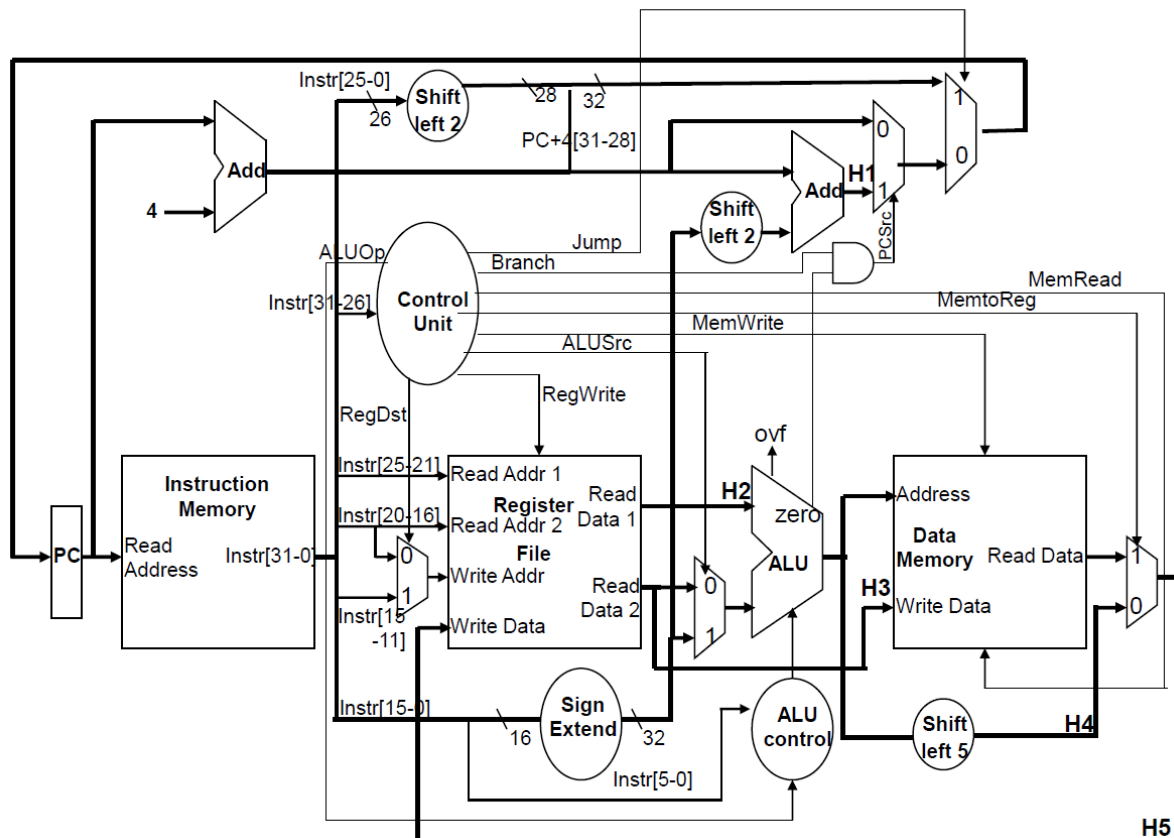 Instr[25-0]
26
Shift
left 2
28
32
PC+4[31-28]
Add
4
1
0
0
1
H1
Add
Shift
left 2
PCSrc
ALUOp
Jump
Branch
MemRead
Instr[31-26]
Control
Unit
MemtoReg
MemWrite
ALUSrc
RegDst
RegWrite
ovf
Instruction
Memory
PC
Read
Address
Instr[31-0]
Instr[25-21]
Read Addr 1
Register
Read
Data 1
H2
zero
Address
Instr[20-16]
Read Addr 2
File
0
1
Write Addr
Read
Data 2
0
1
ALU
Data
Memory
Read Data
1
0
H3
Write Data
Instr[15
-11]
Write Data
Instr[15-0]
16
Sign
Extend
32
ALU
control
Shift
left 5
H4
Instr[5-0]
H5